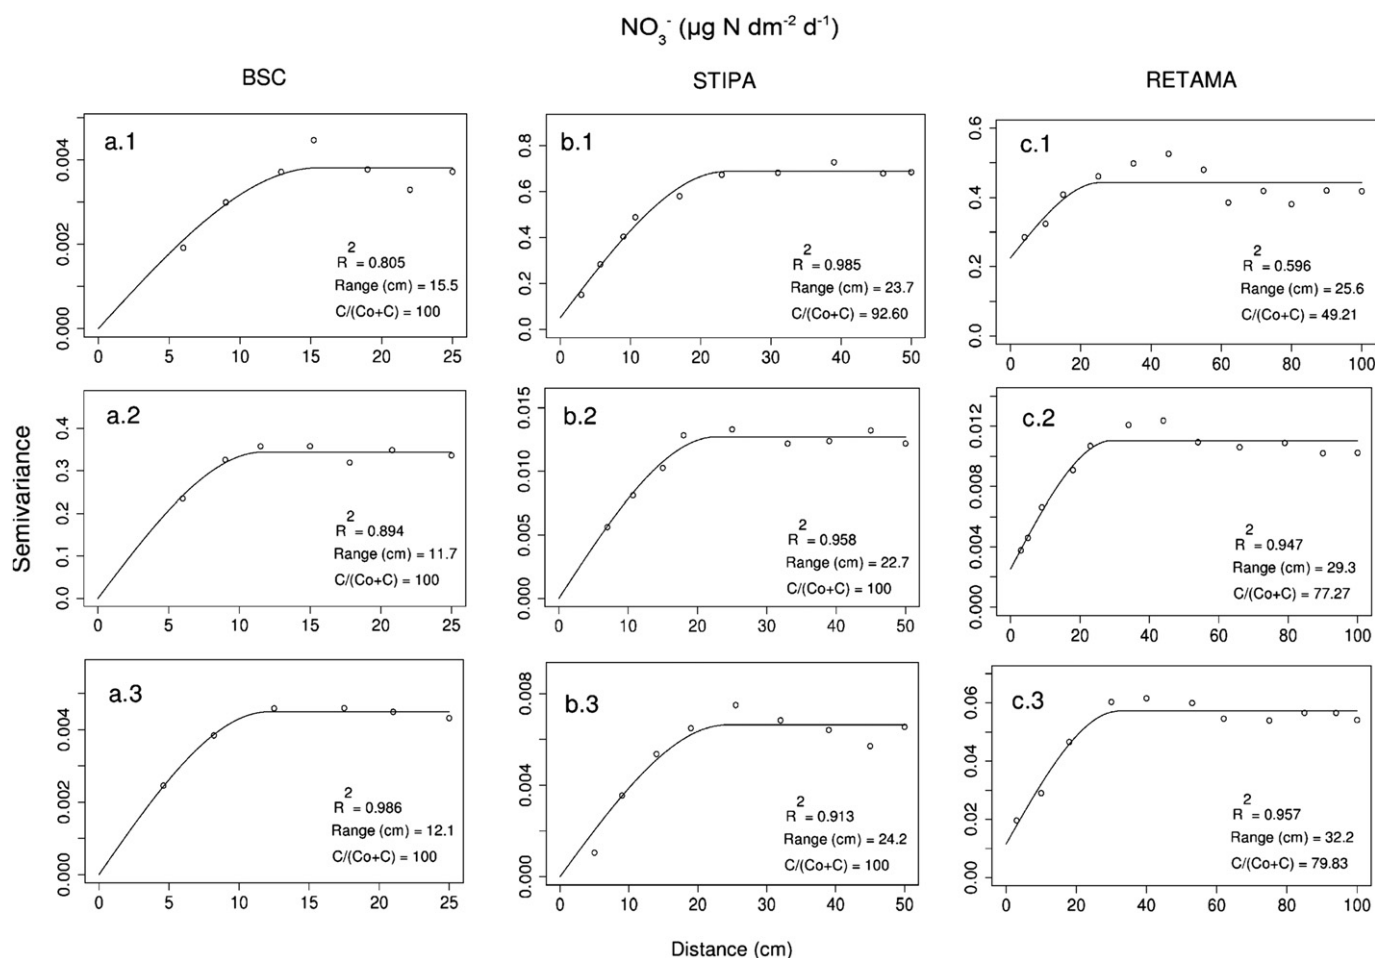 NO₃⁻ (µg N dm⁻² d⁻¹)
BSC
STIPA
RETAMA
Semivariance
a.1
0.004
0.002
0.000
R² = 0.805
Range (cm) = 15.5
C/(Co+C) = 100
0 5 10 15 20 25
b.1
0.8
0.6
0.4
0.2
0.0
R² = 0.985
Range (cm) = 23.7
C/(Co+C) = 92.60
0 10 20 30 40 50
c.1
0.6
0.4
0.2
0.0
R² = 0.596
Range (cm) = 25.6
C/(Co+C) = 49.21
0 20 40 60 80 100
a.2
0.4
0.3
0.2
0.1
0.0
R² = 0.894
Range (cm) = 11.7
C/(Co+C) = 100
0 5 10 15 20 25
b.2
0.015
0.010
0.005
0.000
R² = 0.958
Range (cm) = 22.7
C/(Co+C) = 100
0 10 20 30 40 50
c.2
0.012
0.008
0.004
0.000
R² = 0.947
Range (cm) = 29.3
C/(Co+C) = 77.27
0 20 40 60 80 100
a.3
0.004
0.002
0.000
R² = 0.986
Range (cm) = 12.1
C/(Co+C) = 100
0 5 10 15 20 25
b.3
0.008
0.004
0.000
R² = 0.913
Range (cm) = 24.2
C/(Co+C) = 100
0 10 20 30 40 50
c.3
0.06
0.04
0.02
0.00
R² = 0.957
Range (cm) = 32.2
C/(Co+C) = 79.83
0 20 40 60 80 100
Distance (cm)